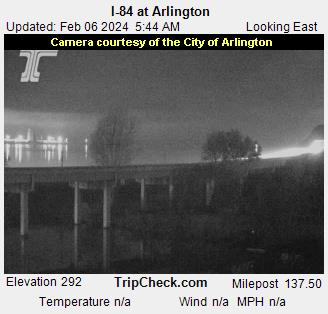 I-84 at Arlington
Updated: Feb 06 2024 5:44 AM Looking East
Camera courtesy of the City of Arlington
Elevation 292 TripCheck.com Milepost 137.50
Temperature n/a Wind n/a MPH n/a